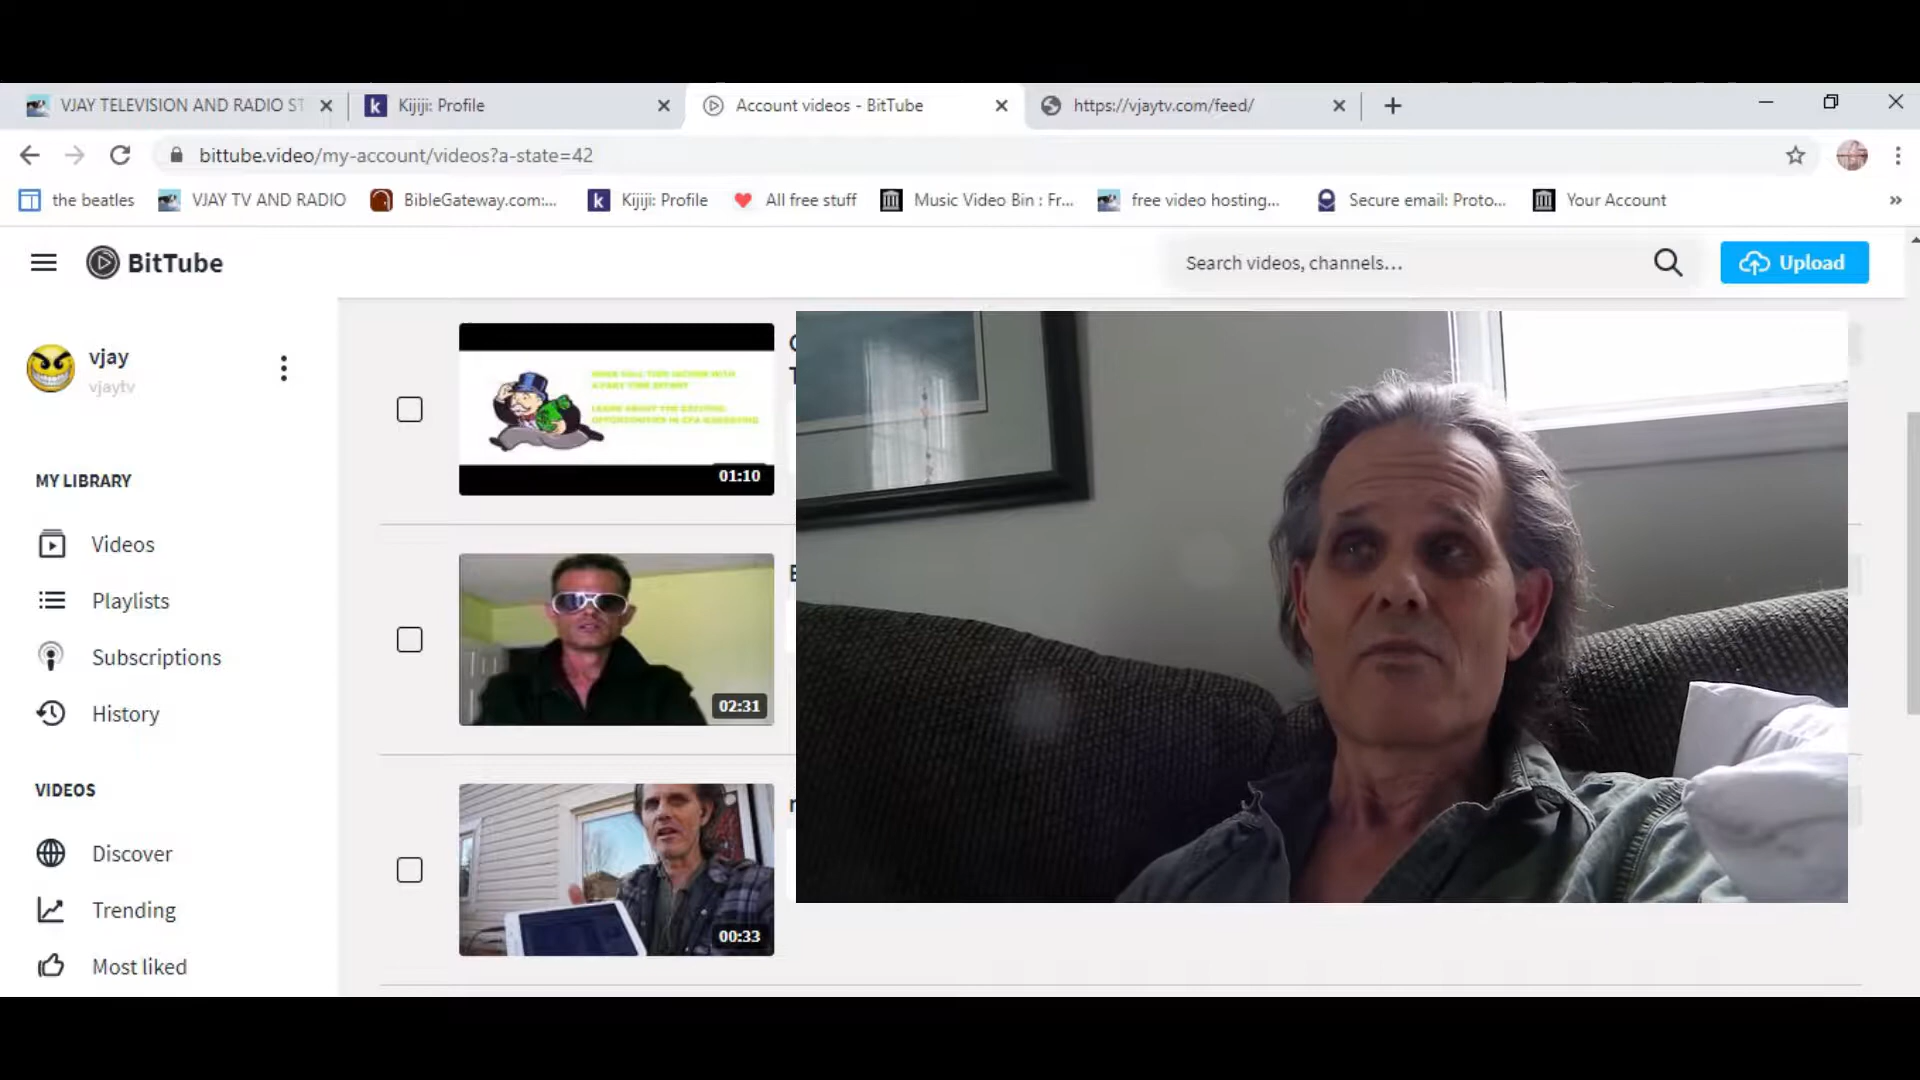 VJAY TELEVISION AND RADIO ST
Kijiji: Profile
Account videos - BitTube
https://vjaytv.com/feed/
bittube.video/my-account/videos?a-state=42
the beatles
VJAY TV AND RADIO
BibleGateway.com:...
Kijiji: Profile
All free stuff
Music Video Bin : Fr...
free video hosting...
Secure email: Proto...
Your Account
BitTube
Search videos, channels...
Upload
vjay
vjaytv
MY LIBRARY
Videos
Playlists
Subscriptions
History
VIDEOS
Discover
Trending
Most liked
01:10
02:31
00:33